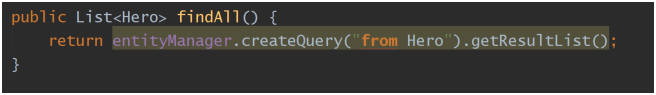 public List<Hero> findAll() {
return entityManager.createQuery("from Hero").getResultList();
}